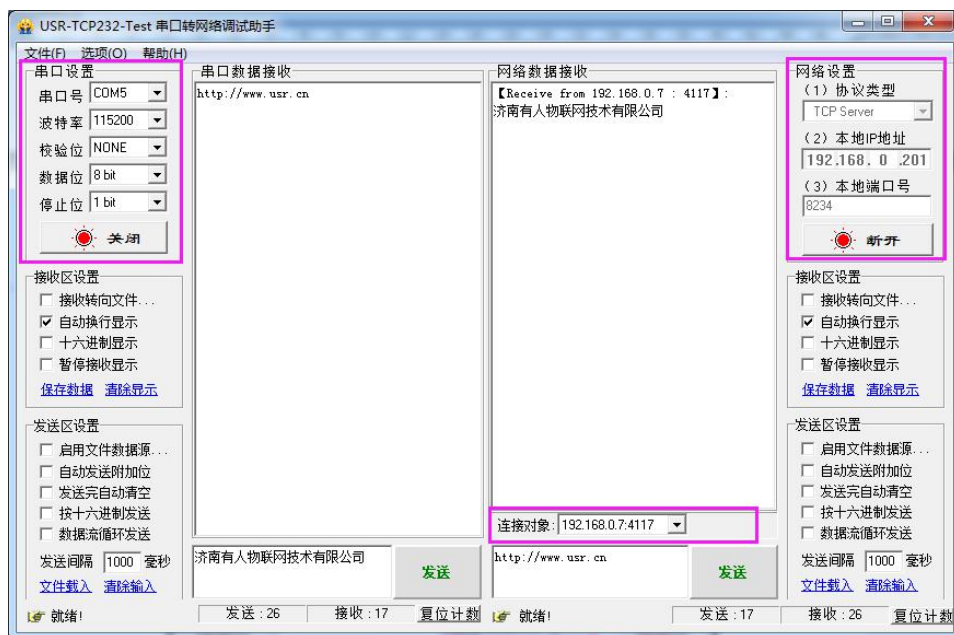 USR-TCP232-Test 串口转网络调试助手
文件(F) 选项(O) 帮助(H)
串口设置
串口号 COM5
波特率 115200
校验位 NONE
数据位 8 bit
停止位 1 bit
关闭
接收区设置
接收转向文件...
自动换行显示
十六进制显示
暂停接收显示
保存数据 清除显示
发送区设置
启用文件数据源...
自动发送附加位
发送完自动清空
按十六进制发送
数据流循环发送
发送间隔 1000 毫秒
文件载入 清除输入
就绪!
串口数据接收
http://www.usr.cn
济南有人物联网技术有限公司
发送
发送:26 接收:17 复位计数
网络数据接收
【Receive from 192.168.0.7 : 4117】:
济南有人物联网技术有限公司
连接对象: 192.168.0.7:4117
http://www.usr.cn
发送
就绪!
发送:17 接收:26 复位计数
网络设置
(1) 协议类型
TCP Server
(2) 本地IP地址
192.168. 0 .201
(3) 本地端口号
8234
断开
接收区设置
接收转向文件...
自动换行显示
十六进制显示
暂停接收显示
保存数据 清除显示
发送区设置
启用文件数据源...
自动发送附加位
发送完自动清空
按十六进制发送
数据流循环发送
发送间隔 1000 毫秒
文件载入 清除输入